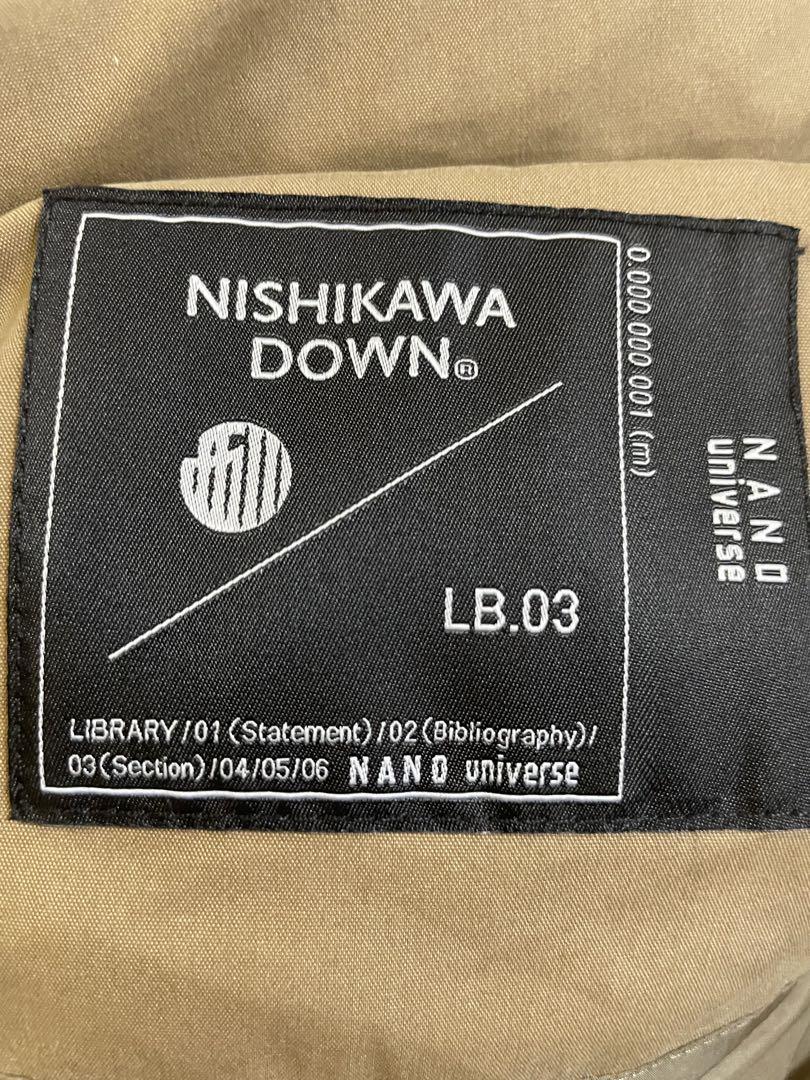 NISHIKAWA
DOWN®
LB.03
LIBRARY/01(Statement)/02(Bibliography)/
03(Section)/04/05/06 NANO universe
0.000 000 001 (m)
NANO
universe